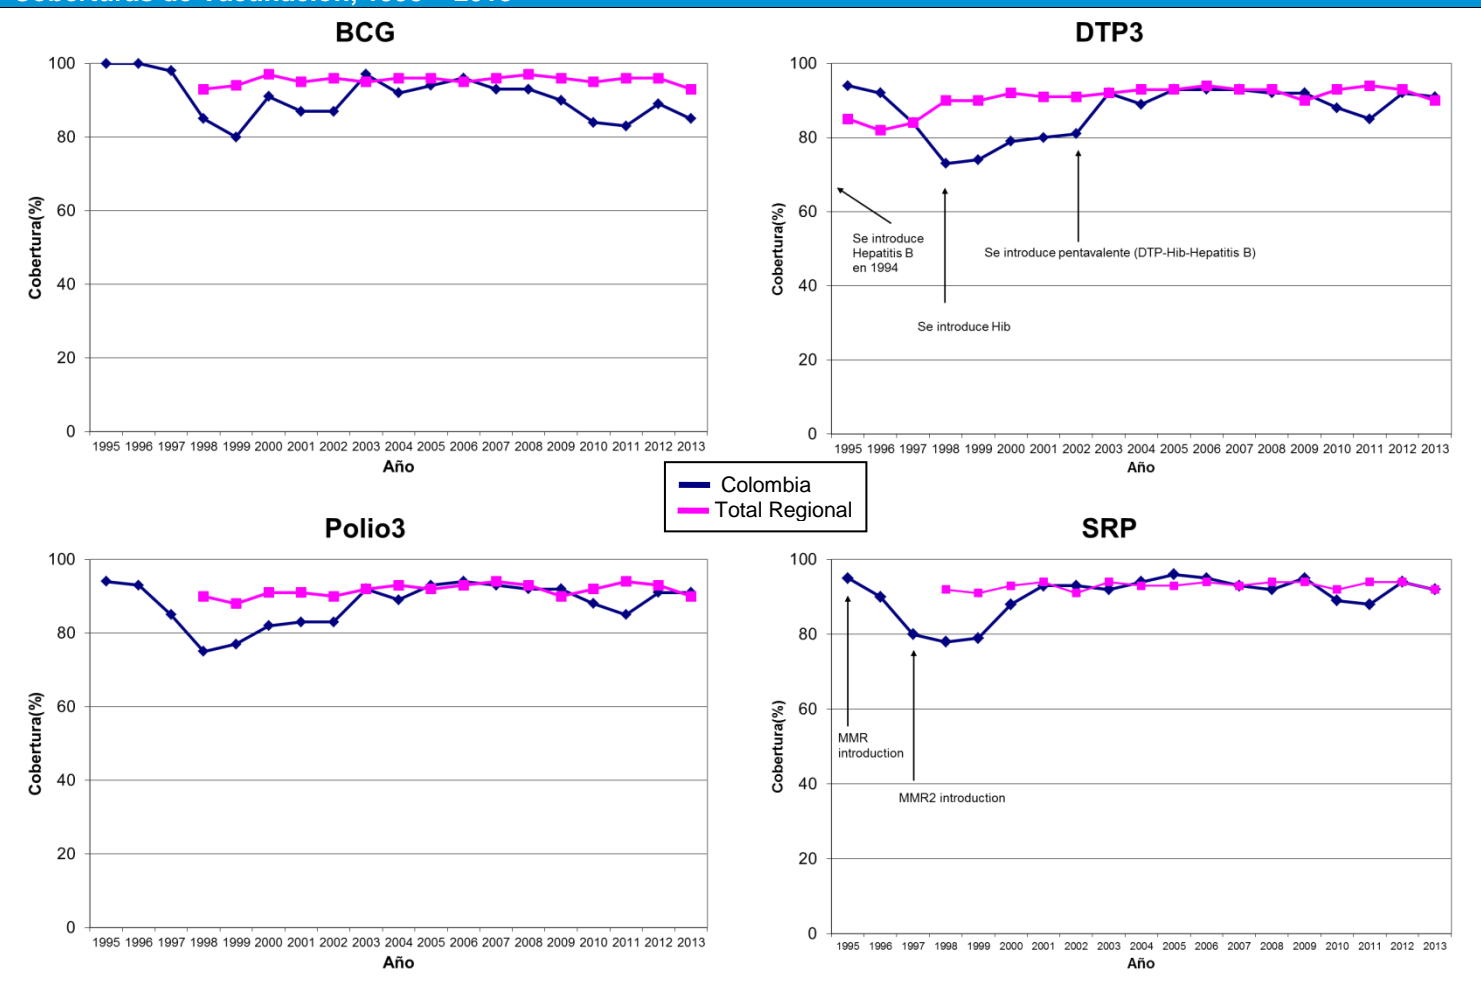 BCG
100
80
60
40
20
0
Cobertura(%)
1995 1996 1997 1998 1999 2000 2001 2002 2003 2004 2005 2006 2007 2008 2009 2010 2011 2012 2013
Año
DTP3
100
80
60
40
20
0
Cobertura(%)
Se introduce
Hepatitis B
en 1994
Se introduce pentavalente (DTP-Hib-Hepatitis B)
Se introduce Hib
1995 1996 1997 1998 1999 2000 2001 2002 2003 2004 2005 2006 2007 2008 2009 2010 2011 2012 2013
Año
Colombia
Total Regional
Polio3
100
80
60
40
20
0
Cobertura(%)
1995 1996 1997 1998 1999 2000 2001 2002 2003 2004 2005 2006 2007 2008 2009 2010 2011 2012 2013
Año
SRP
100
80
60
40
20
0
Cobertura(%)
MMR
introduction
MMR2 introduction
1995 1996 1997 1998 1999 2000 2001 2002 2003 2004 2005 2006 2007 2008 2009 2010 2011 2012 2013
Año